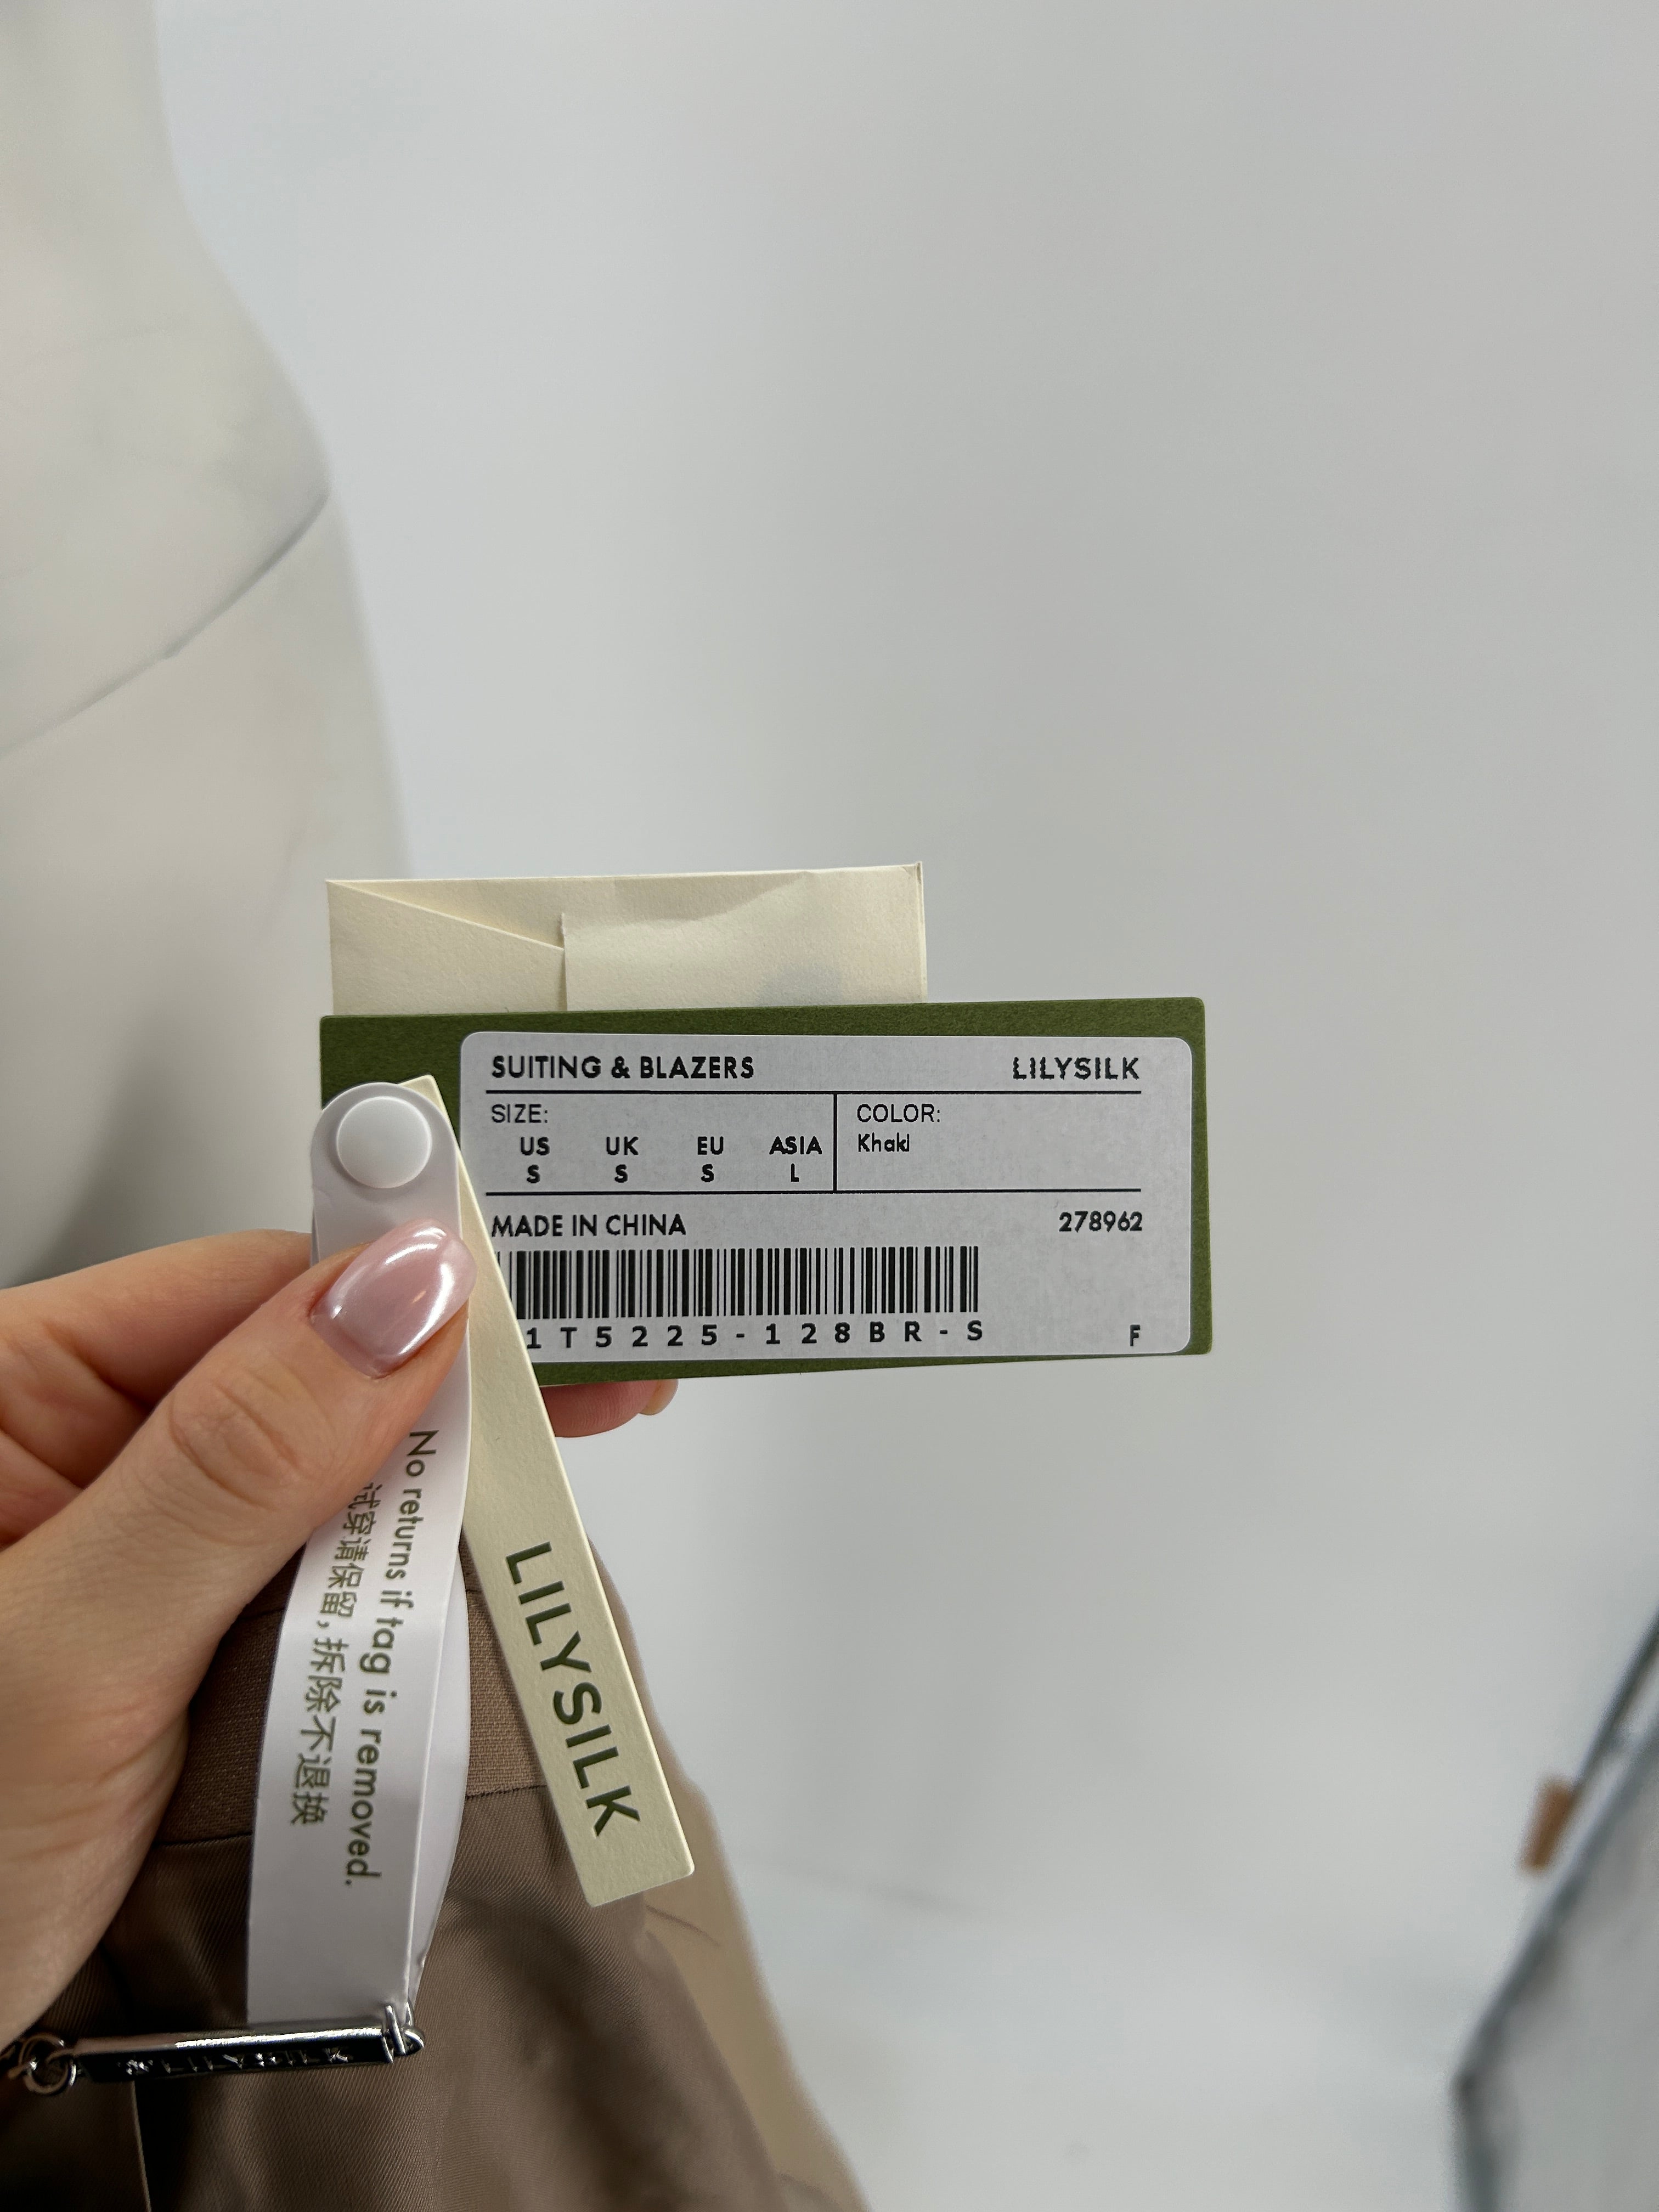 SUITING & BLAZERS LILYSILK
SIZE: COLOR:
US UK EU ASIA Khaki
S S S L
MADE IN CHINA 278962
1T5225-128BR-S F
No returns if tag is removed.
试穿请保留，拆除不退换
LILYSILK